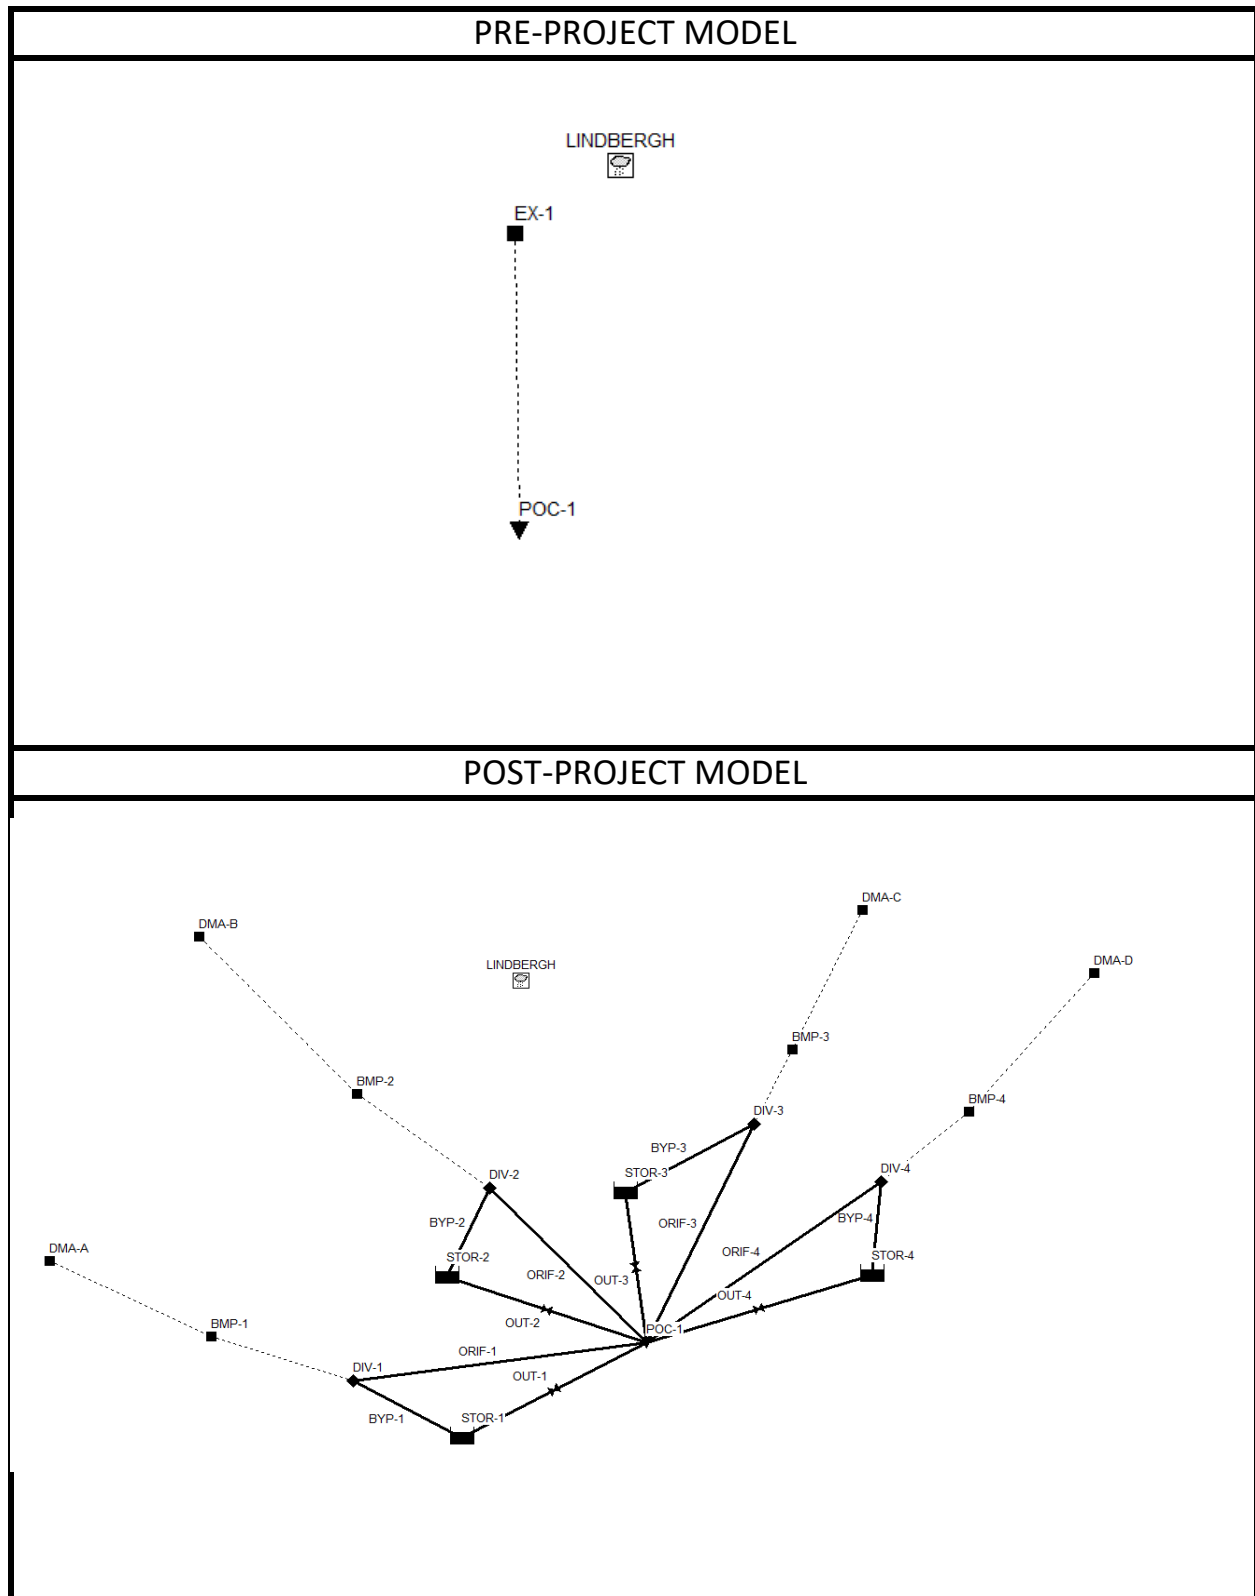 PRE-PROJECT MODEL
LINDBERGH
EX-1
POC-1
POST-PROJECT MODEL
DMA-C
DMA-B
LINDBERGH
DMA-D
BMP-3
BMP-2
BMP-4
DIV-3
BYP-3
DIV-2
STOR-3
DIV-4
BYP-2
ORIF-3
BYP-4
DMA-A
STOR-2
ORIF-4
STOR-4
ORIF-2
OUT-3
OUT-4
OUT-2
POC-1
BMP-1
ORIF-1
DIV-1
OUT-1
BYP-1
STOR-1